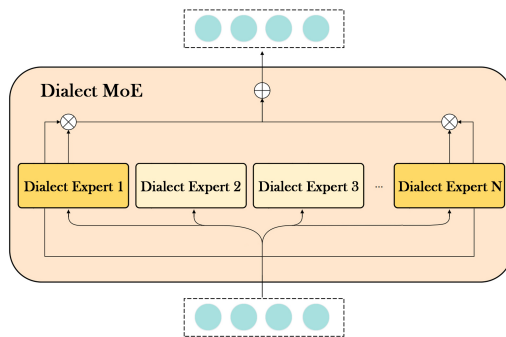 Dialect MoE
Dialect Expert 1
Dialect Expert 2
Dialect Expert 3
...
Dialect Expert N